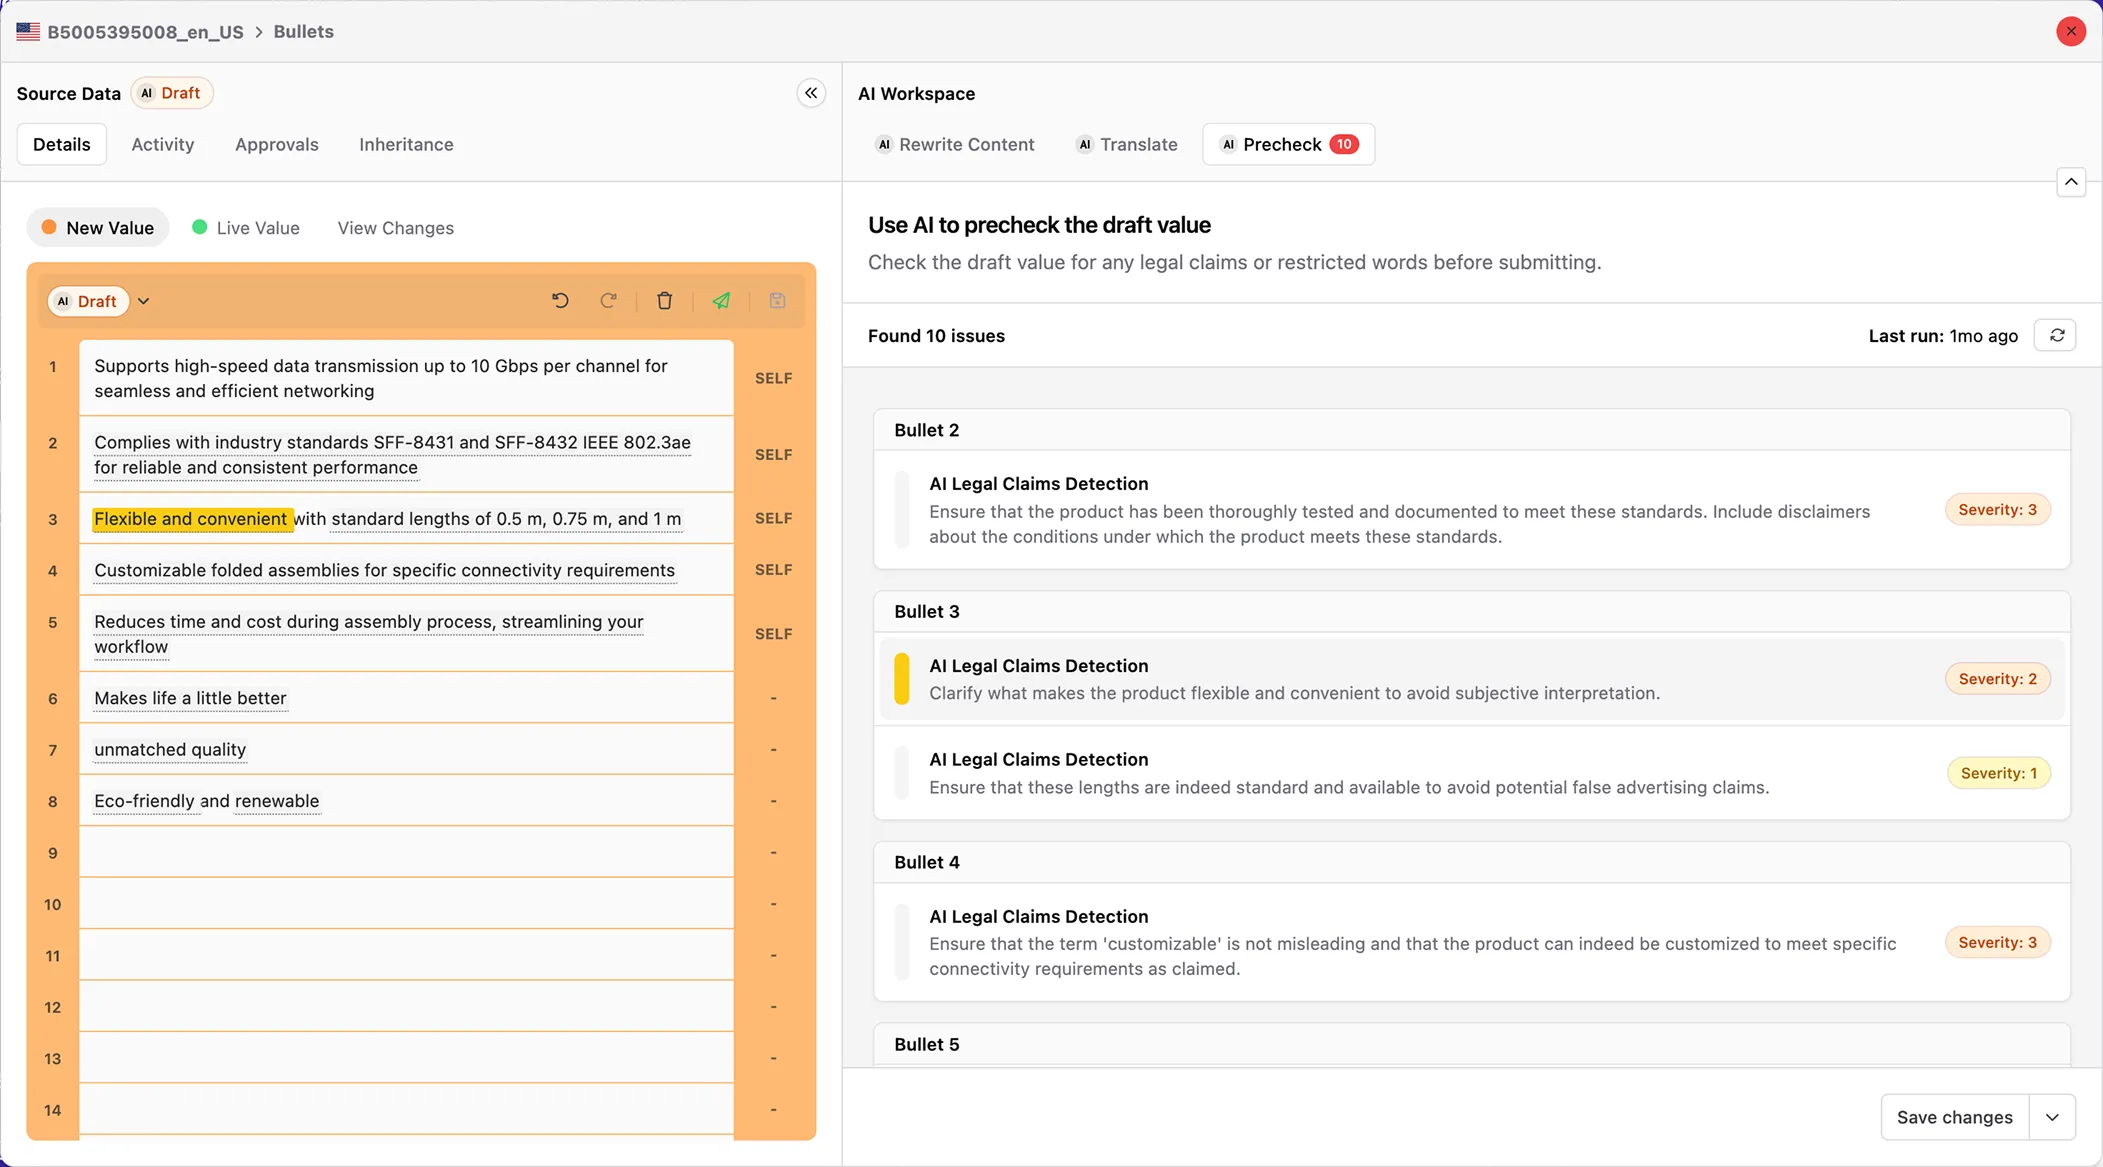 B5005395008_en_US > Bullets
Source Data AI Draft
Details Activity Approvals Inheritance
New Value Live Value View Changes
AI Draft
1 Supports high-speed data transmission up to 10 Gbps per channel for
seamless and efficient networking SELF
2 Complies with industry standards SFF-8431 and SFF-8432 IEEE 802.3ae
for reliable and consistent performance SELF
3 Flexible and convenient with standard lengths of 0.5 m, 0.75 m, and 1 m SELF
4 Customizable folded assemblies for specific connectivity requirements SELF
5 Reduces time and cost during assembly process, streamlining your
workflow SELF
6 Makes life a little better -
7 unmatched quality -
8 Eco-friendly and renewable -
9 -
10 -
11 -
12 -
13 -
14 -
AI Workspace
AI Rewrite Content AI Translate AI Precheck 10
Use AI to precheck the draft value
Check the draft value for any legal claims or restricted words before submitting.
Found 10 issues Last run: 1mo ago
Bullet 2
AI Legal Claims Detection
Ensure that the product has been thoroughly tested and documented to meet these standards. Include disclaimers
about the conditions under which the product meets these standards.
Severity: 3
Bullet 3
AI Legal Claims Detection
Clarify what makes the product flexible and convenient to avoid subjective interpretation.
Severity: 2
AI Legal Claims Detection
Ensure that these lengths are indeed standard and available to avoid potential false advertising claims.
Severity: 1
Bullet 4
AI Legal Claims Detection
Ensure that the term 'customizable' is not misleading and that the product can indeed be customized to meet specific
connectivity requirements as claimed.
Severity: 3
Bullet 5
Save changes